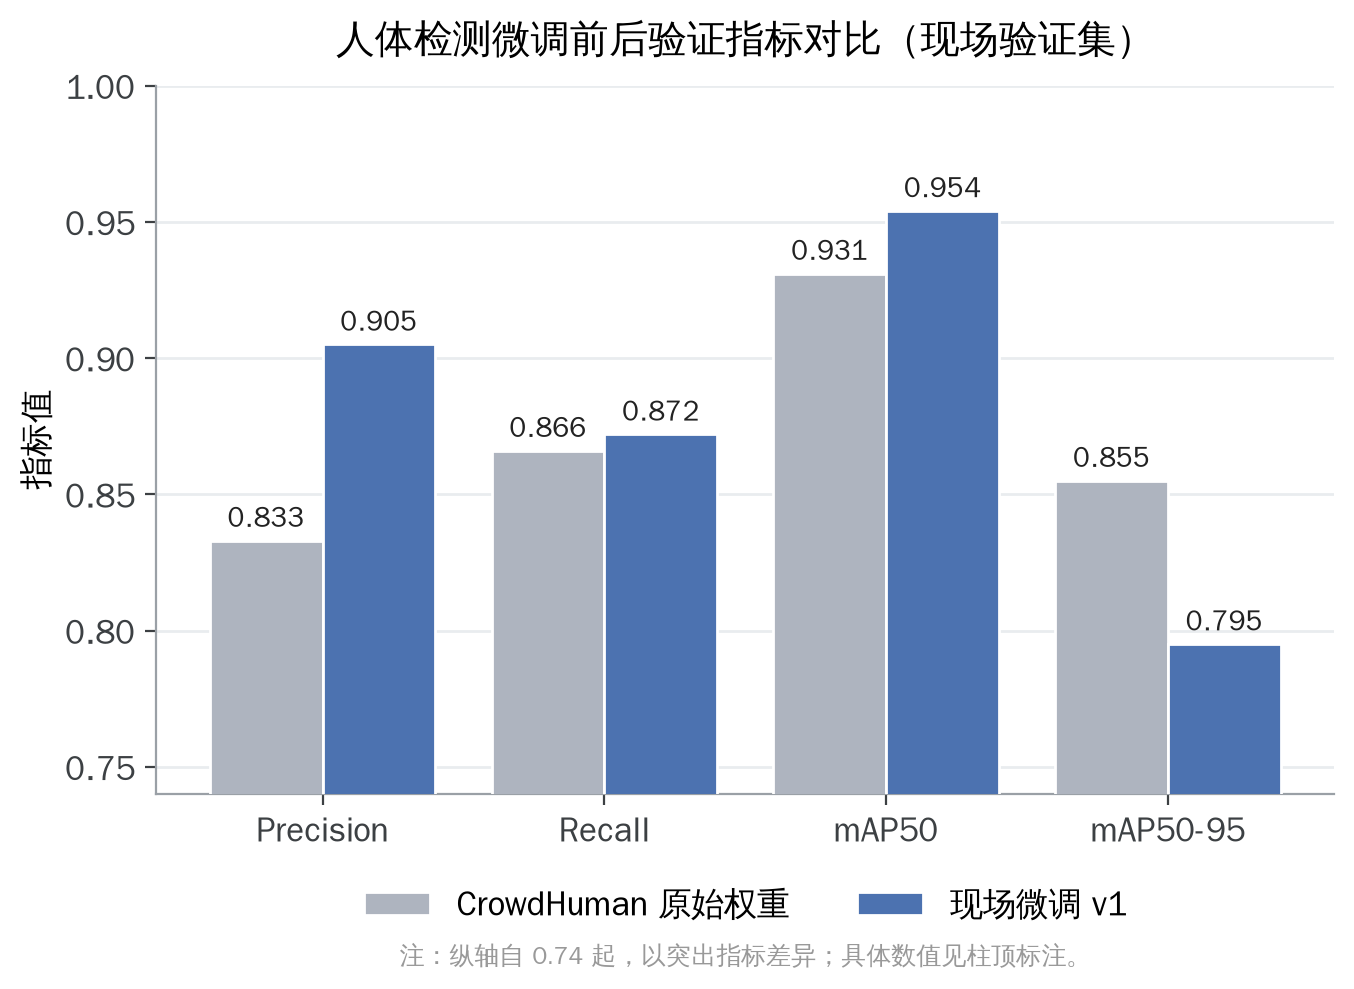 人体检测微调前后验证指标对比（现场验证集）
指标值
1.00
0.95
0.90
0.85
0.80
0.75
0.833
0.905
0.866
0.872
0.931
0.954
0.855
0.795
Precision
Recall
mAP50
mAP50-95
CrowdHuman 原始权重
现场微调 v1
注：纵轴自 0.74 起，以突出指标差异；具体数值见柱顶标注。